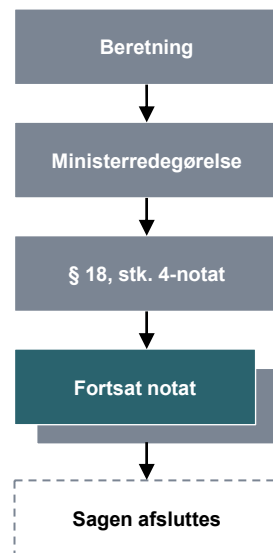 Beretning
Ministerredegørelse
§ 18, stk. 4-notat
Fortsat notat
Sagen afsluttes